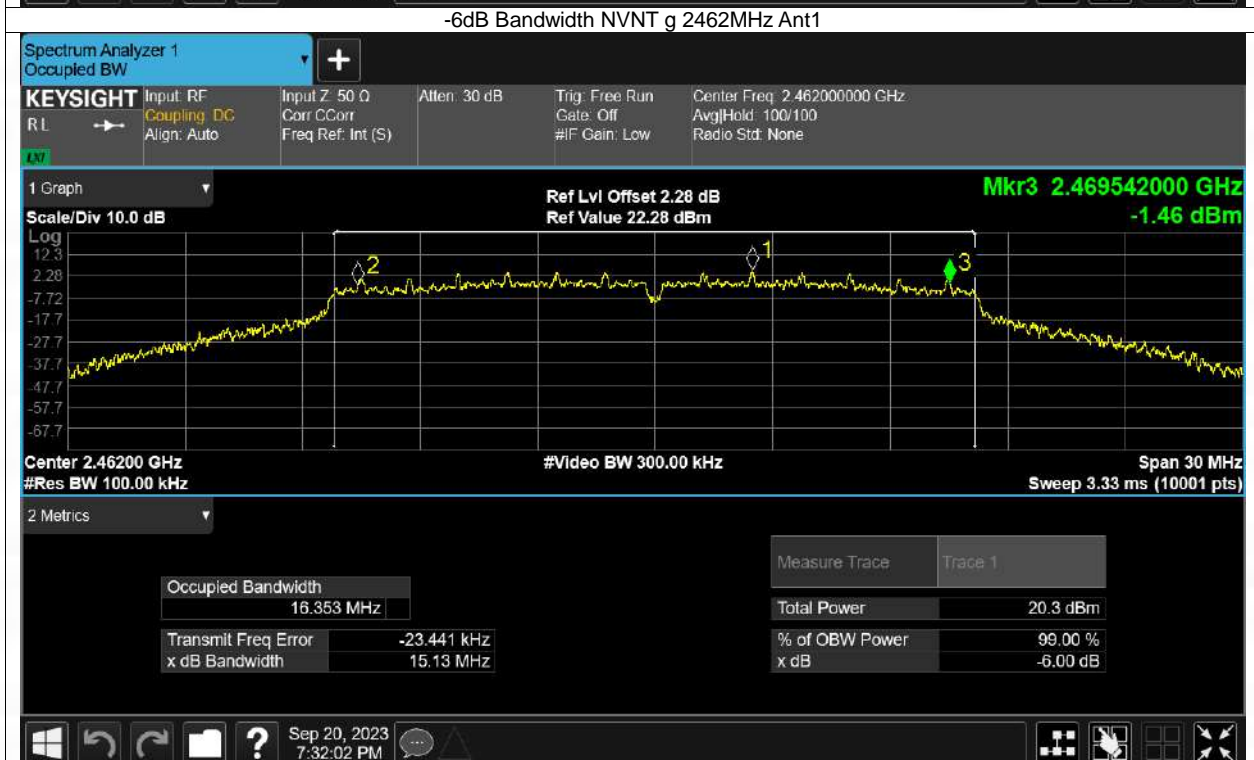 -6dB Bandwidth NVNT g 2462MHz Ant1
Spectrum Analyzer 1
Occupied BW
+
KEYSIGHT
RL
LXI
Input: RF
Coupling: DC
Align: Auto
Input Z: 50 Ω
Corr CCorr
Freq Ref: Int (S)
Atten: 30 dB
Trig: Free Run
Gate: Off
#IF Gain: Low
Center Freq: 2.462000000 GHz
Avg|Hold: 100/100
Radio Std: None
1 Graph
Scale/Div 10.0 dB
Ref Lvl Offset 2.28 dB
Ref Value 22.28 dBm
Mkr3 2.469542000 GHz
-1.46 dBm
Log
12.3
2.28
-7.72
-17.7
-27.7
-37.7
-47.7
-57.7
-67.7
2
1
3
Center 2.46200 GHz
#Res BW 100.00 kHz
#Video BW 300.00 kHz
Span 30 MHz
Sweep 3.33 ms (10001 pts)
2 Metrics
Measure Trace Trace 1
Occupied Bandwidth
16.353 MHz
Total Power 20.3 dBm
Transmit Freq Error -23.441 kHz
% of OBW Power 99.00 %
x dB Bandwidth 15.13 MHz
x dB -6.00 dB
?
Sep 20, 2023
7:32:02 PM